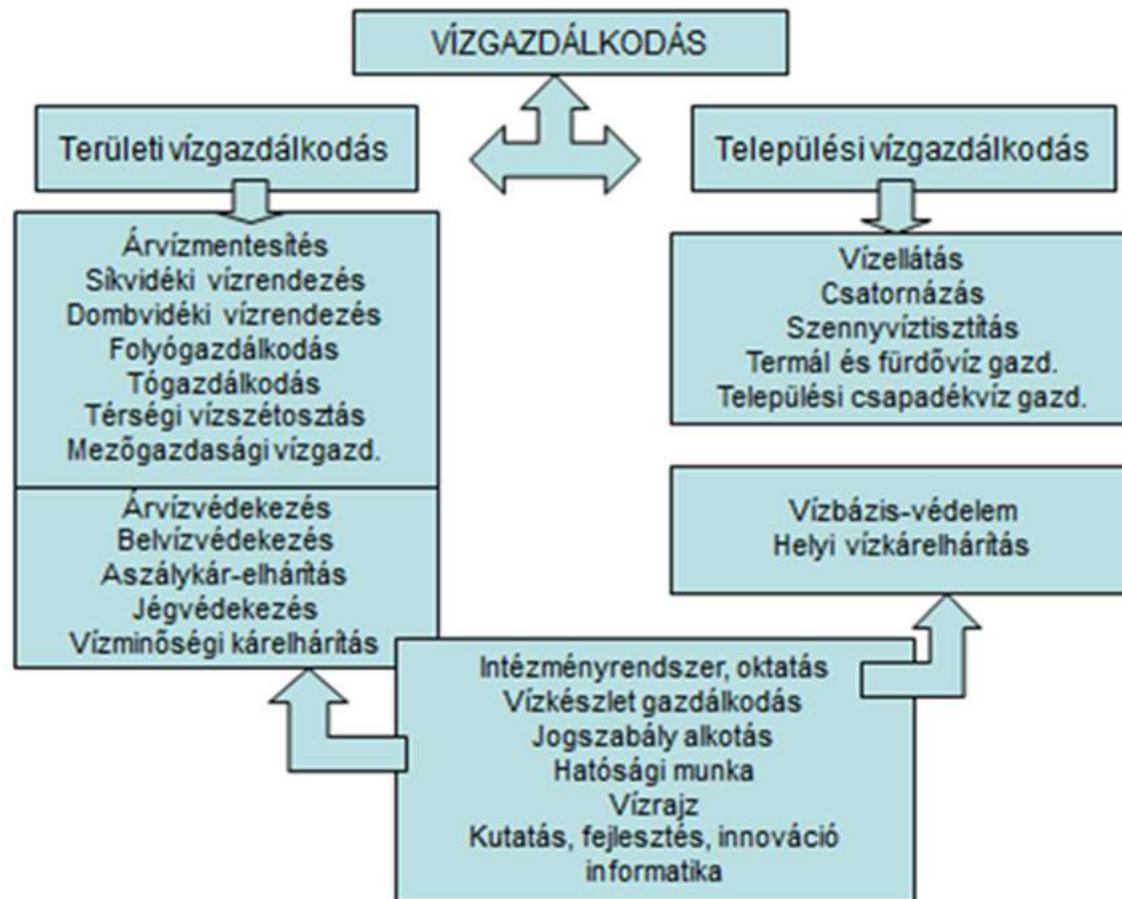 VÍZGAZDÁLKODÁS
Területi vízgazdálkodás
Árvízmentesítés
Síkvidéki vízrendezés
Dombvidéki vízrendezés
Folyógazdálkodás
Tógazdálkodás
Térségi vízszétosztás
Mezőgazdasági vízgazd.
Árvízvédekezés
Belvízvédekezés
Aszálykár-elhárítás
Jégvédekezés
Vízminőségi kárelhárítás
Települési vízgazdálkodás
Vízellátás
Csatornázás
Szennyvíztisztítás
Termál és fürdővíz gazd.
Települési csapadékvíz gazd.
Vízbázis-védelem
Helyi vízkárelhárítás
Intézményrendszer, oktatás
Vízkészlet gazdálkodás
Jogszabály alkotás
Hatósági munka
Vízrajz
Kutatás, fejlesztés, innováció
informatika